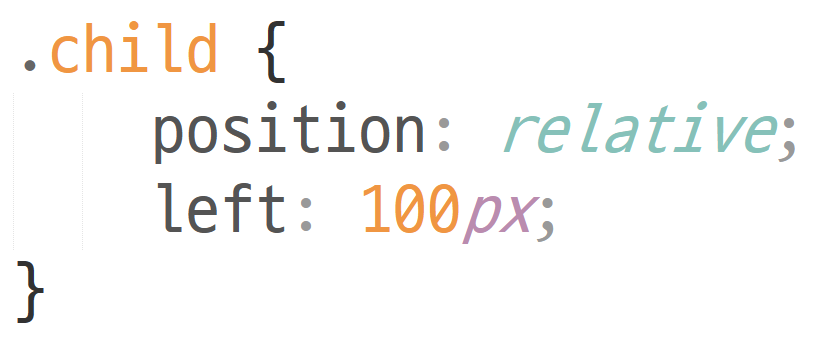 .child {
    position: relative;
    left: 100px;
}